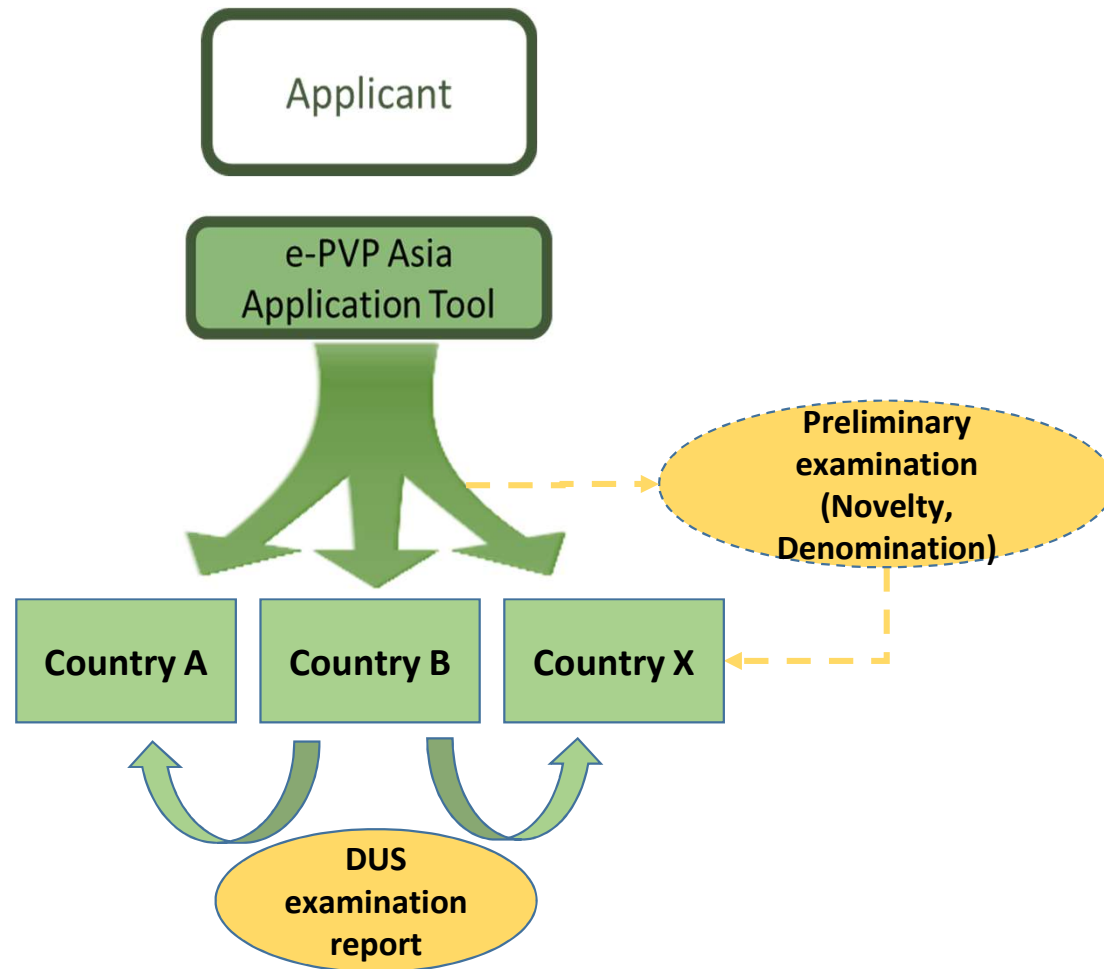 Applicant
e-PVP Asia
Application Tool
Preliminary
examination
(Novelty,
Denomination)
Country A
Country B
Country X
DUS
examination
report